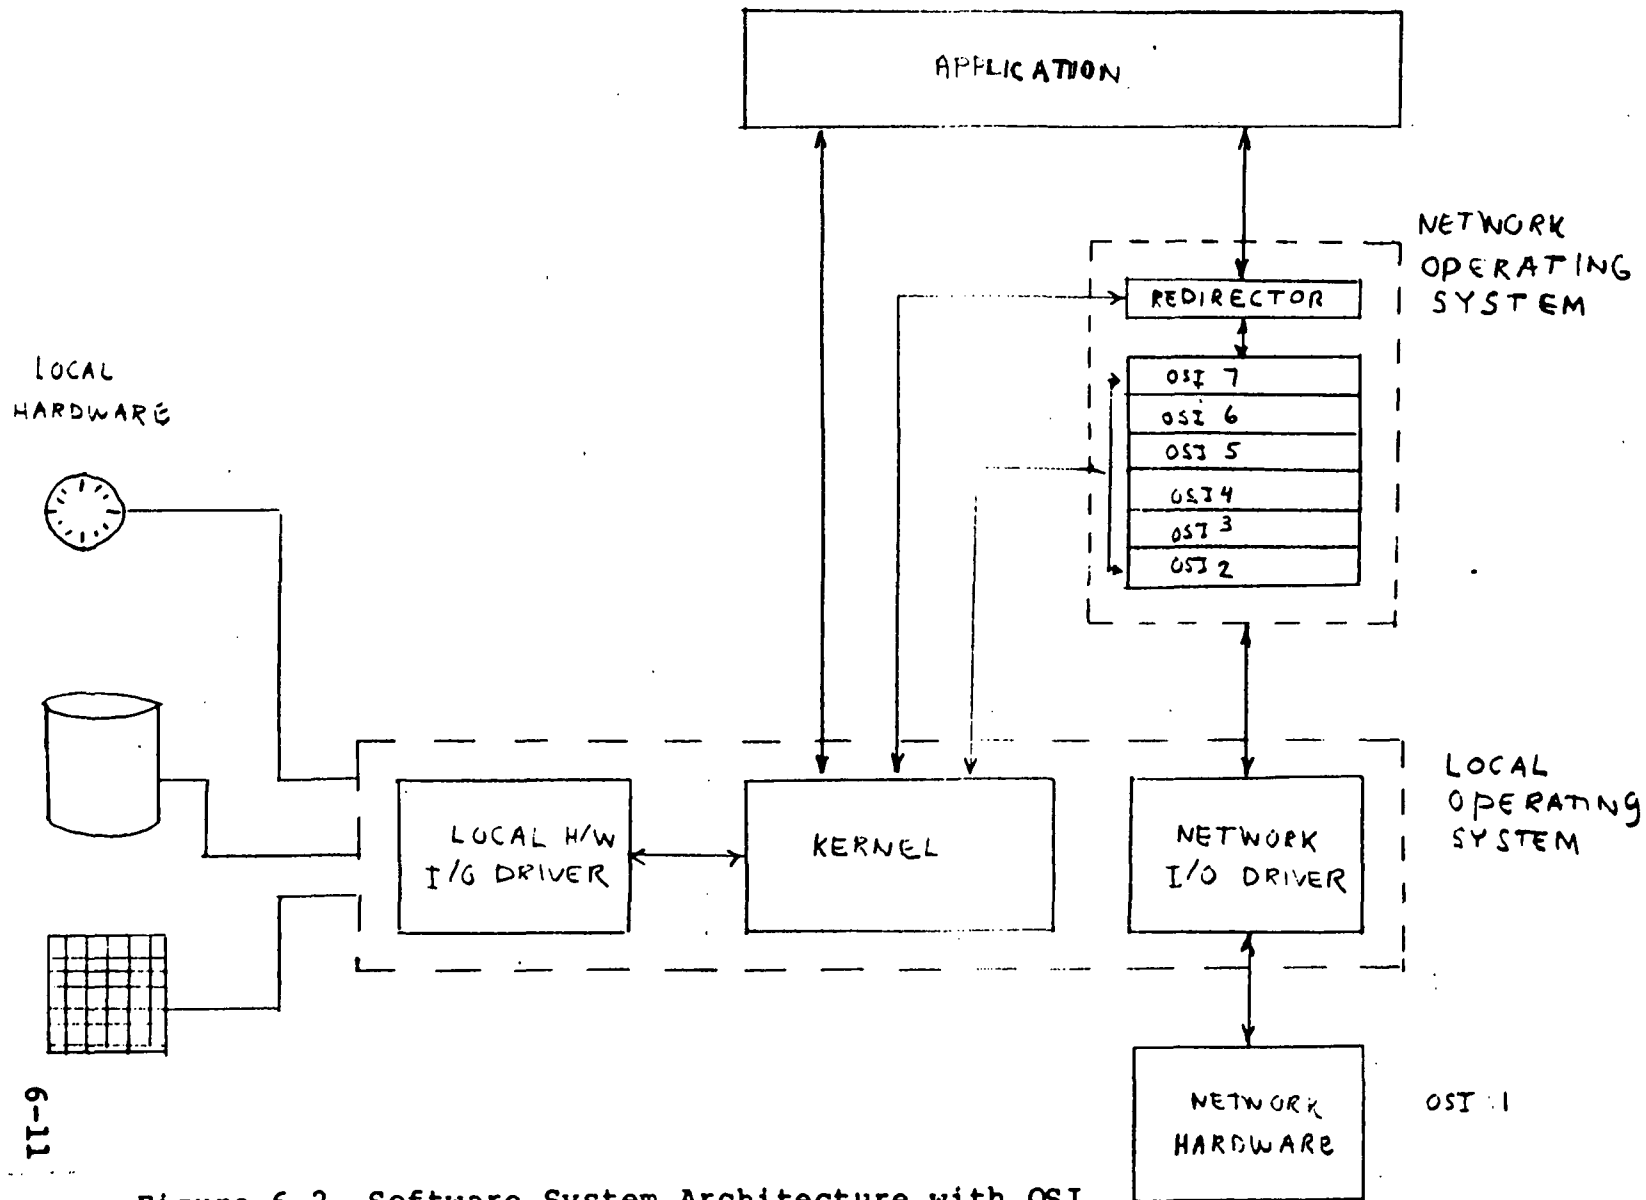 APPLICATION
NETWORK
OPERATING
SYSTEM
REDIRECTOR
OSI 7
OSI 6
OSI 5
OSI 4
OSI 3
OSI 2
LOCAL
HARDWARE
LOCAL H/W
I/O DRIVER
KERNEL
NETWORK
I/O DRIVER
LOCAL
OPERATING
SYSTEM
NETWORK
HARDWARE
OSI 1
6-11
Figure 6.2 Software System Architecture with OSI